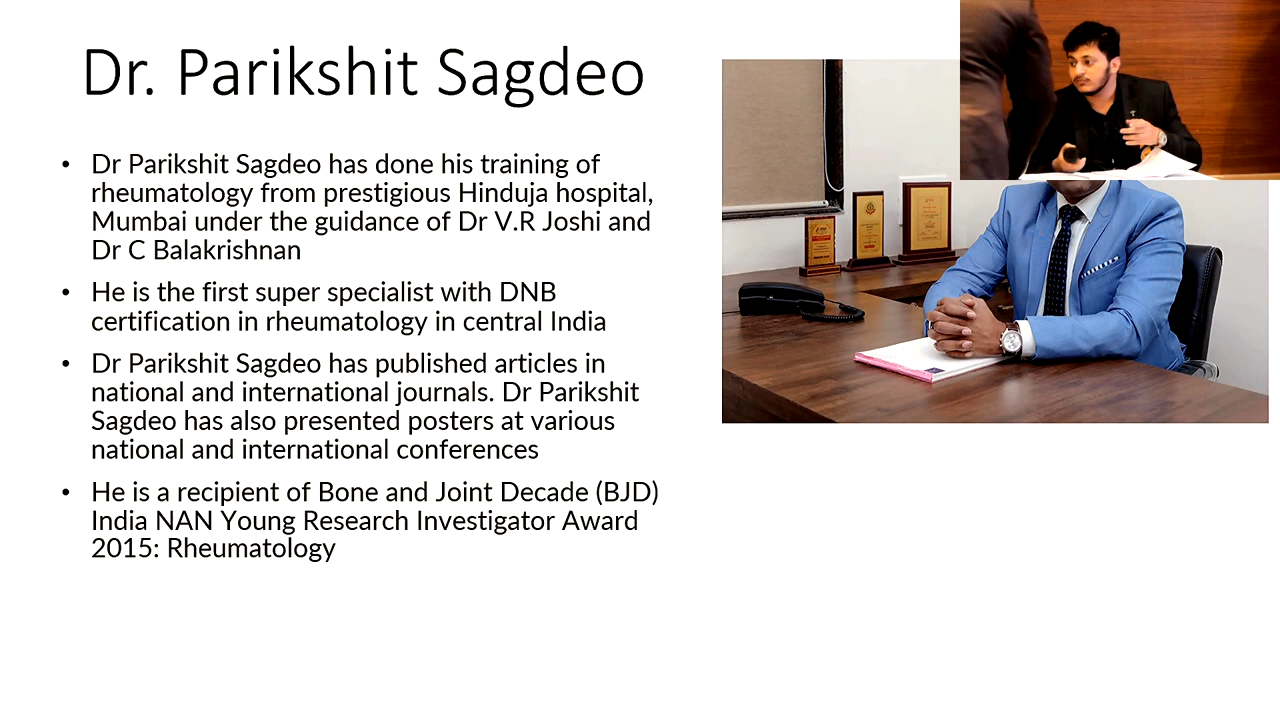 Dr. Parikshit Sagdeo
• Dr Parikshit Sagdeo has done his training of
rheumatology from prestigious Hinduja hospital,
Mumbai under the guidance of Dr V.R Joshi and
Dr C Balakrishnan
• He is the first super specialist with DNB
certification in rheumatology in central India
• Dr Parikshit Sagdeo has published articles in
national and international journals. Dr Parikshit
Sagdeo has also presented posters at various
national and international conferences
• He is a recipient of Bone and Joint Decade (BJD)
India NAN Young Research Investigator Award
2015: Rheumatology